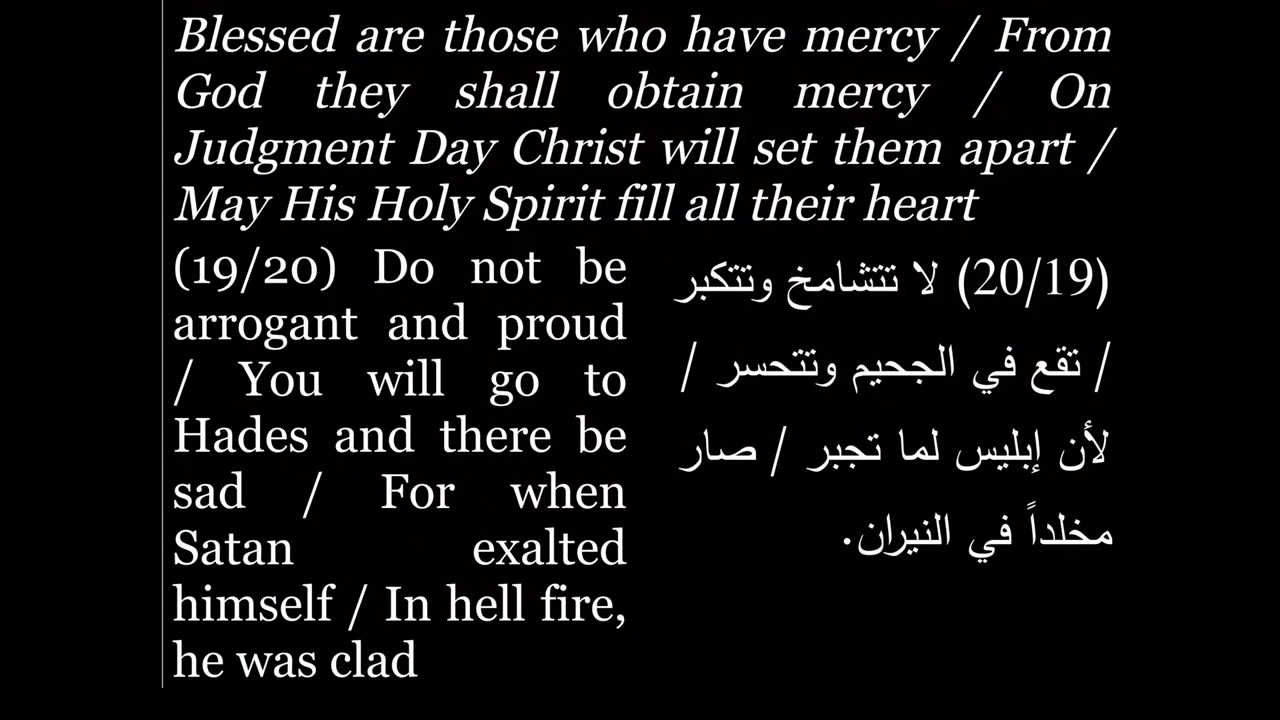 Blessed are those who have mercy / From
God they shall obtain mercy / On
Judgment Day Christ will set them apart /
May His Holy Spirit fill all their heart
(19/20) Do not be
arrogant and proud
/ You will go to
Hades and there be
sad / For when
Satan exalted
himself / In hell fire,
he was clad
(20/19) لا تتشامخ وتتكبر
/ تقع في الجحيم وتتحسر /
لأن إبليس لما تجبر / صار
مخلداً في النيران.